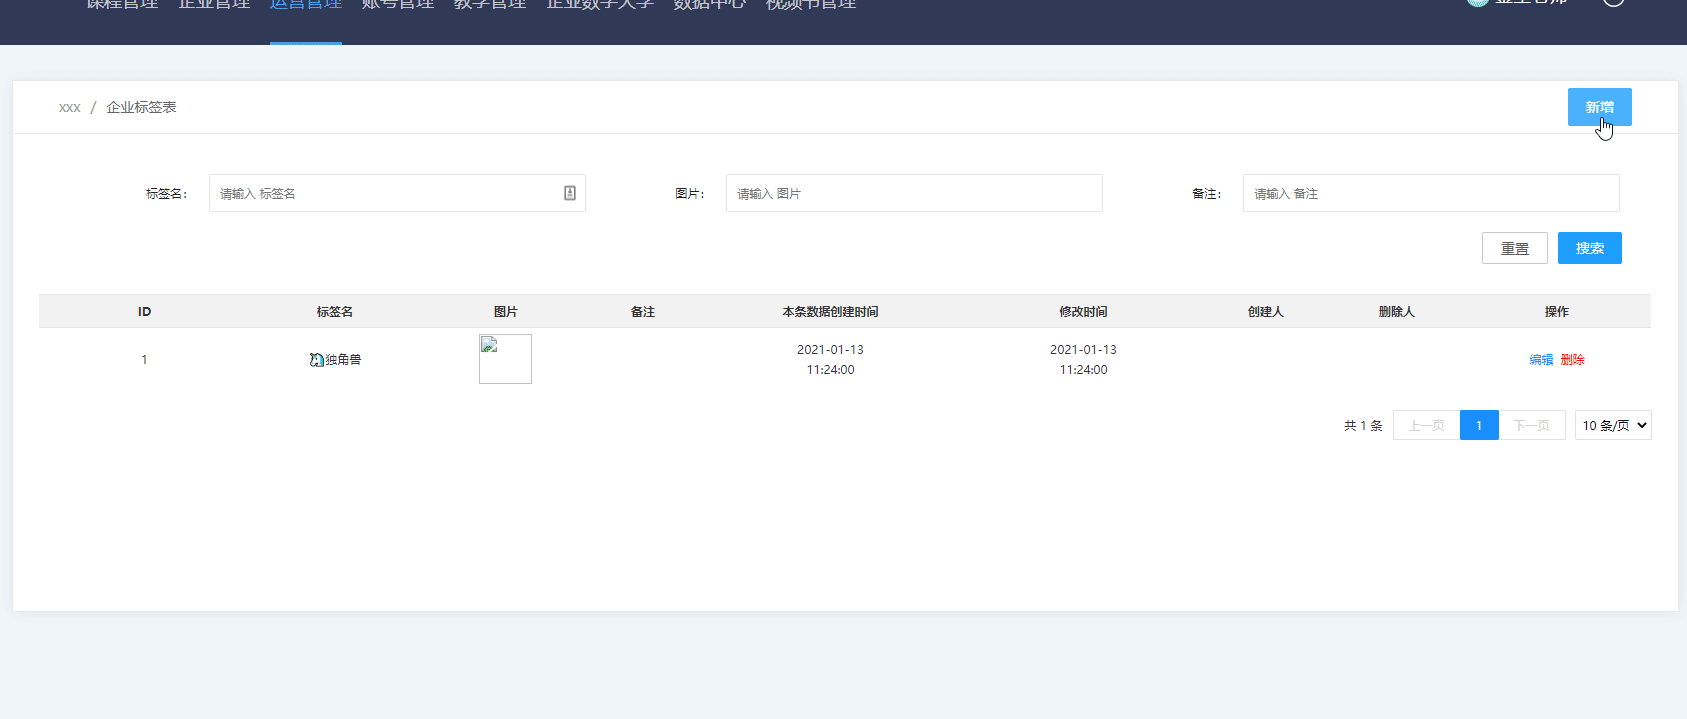 课程管理 企业管理 运营管理 账号管理 教学管理 企业数字大学 数据中心 视频书管理
xxx / 企业标签表
新增
标签名： 请输入 标签名 图片： 请输入 图片 备注： 请输入 备注
重置 搜索
ID 标签名 图片 备注 本条数据创建时间 修改时间 创建人 删除人 操作
1 独角兽 2021-01-13 11:24:00 2021-01-13 11:24:00 编辑 删除
共 1 条 上一页 1 下一页 10 条/页